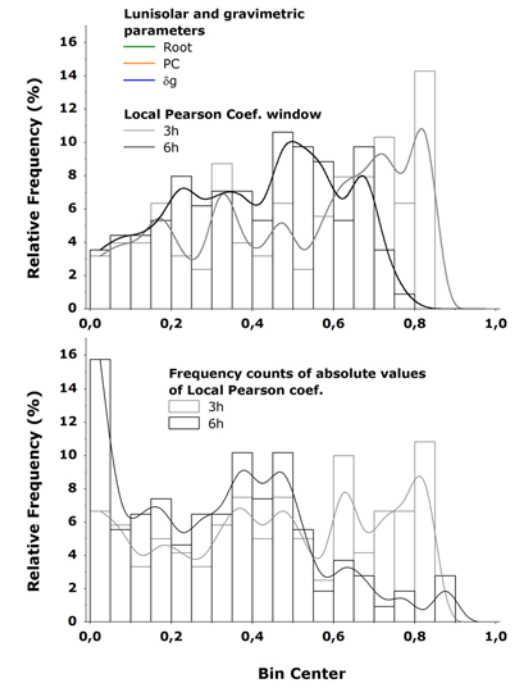 Lunisolar and gravimetric
parameters
Root
PC
δg
Local Pearson Coef. window
3h
6h
Relative Frequency (%)
16
14
12
10
8
6
4
2
0
0,0 0,2 0,4 0,6 0,8 1,0
Frequency counts of absolute values
of Local Pearson coef.
3h
6h
Relative Frequency (%)
16
14
12
10
8
6
4
2
0
0,0 0,2 0,4 0,6 0,8 1,0
Bin Center